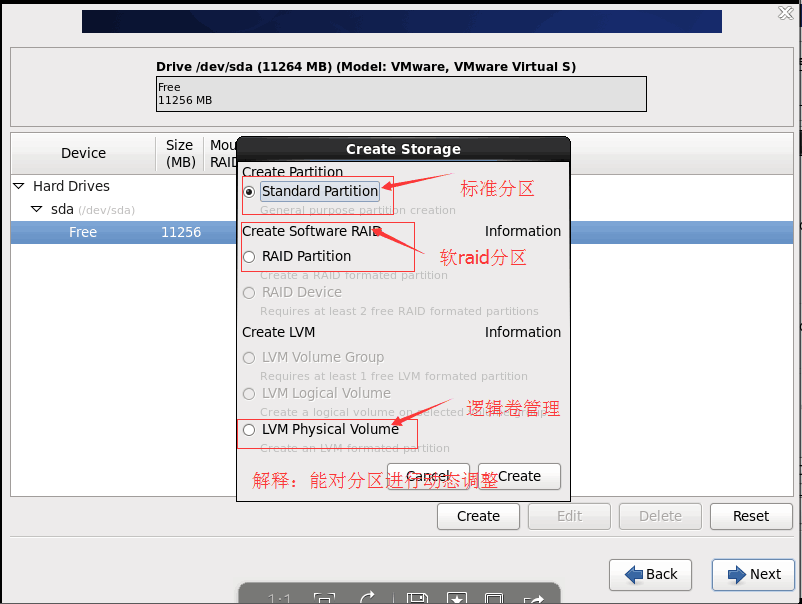 Drive /dev/sda (11264 MB) (Model: VMware, VMware Virtual S)
Free
11256 MB
Device
Size
(MB)
Mou
RAID
Hard Drives
sda (/dev/sda)
Free 11256
Create Storage
Create Partition
Standard Partition
标准分区
General purpose partition creation
Create Software RAID Information
RAID Partition
软raid分区
Create a RAID formated partition
RAID Device
Requires at least 2 free RAID formated partitions
Create LVM Information
LVM Volume Group
Requires at least 1 free LVM formated partition
LVM Logical Volume
Create a logical volume on selected
逻辑卷管理
LVM Physical Volume
Create an LVM formated partition
Cancel Create
解释：能对分区进行动态调整
Create Edit Delete Reset
Back Next
1:1